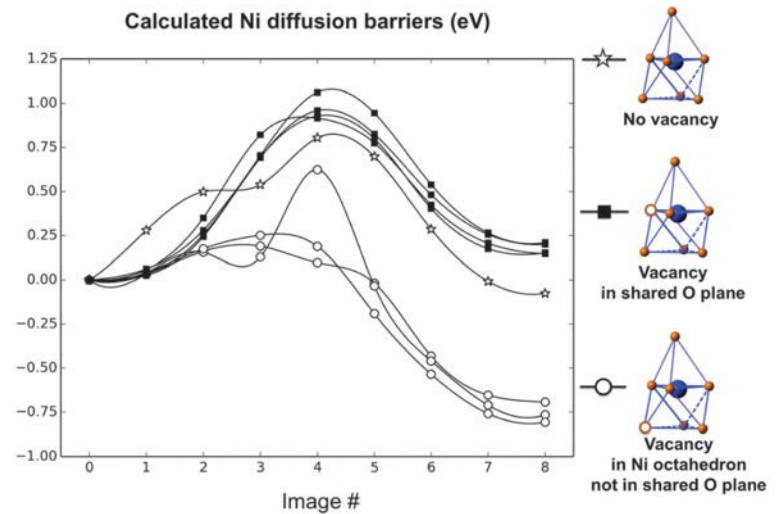 Calculated Ni diffusion barriers (eV)
1.25
1.00
0.75
0.50
0.25
0.00
−0.25
−0.50
−0.75
−1.00
0 1 2 3 4 5 6 7 8
Image #
No vacancy
Vacancy
in shared O plane
Vacancy
in Ni octahedron
not in shared O plane